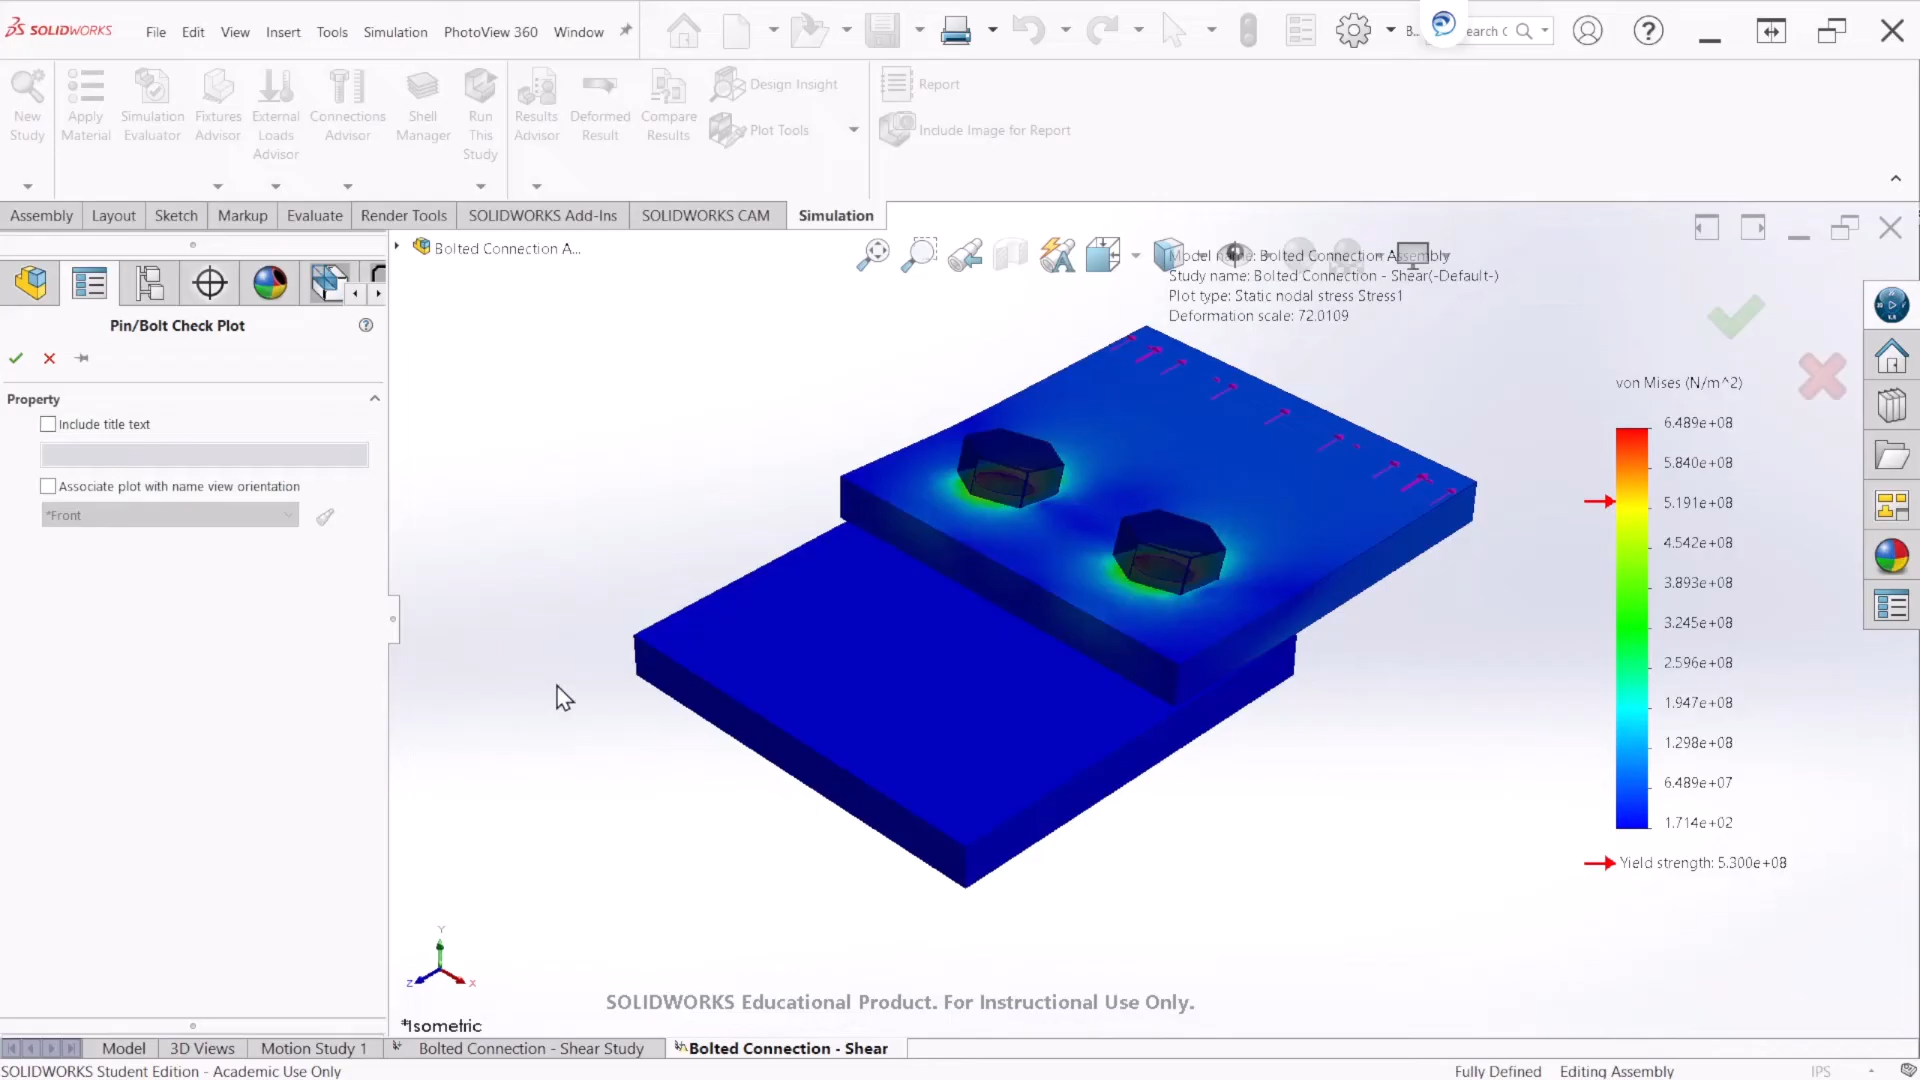 SOLIDWORKS File Edit View Insert Tools Simulation PhotoView 360 Window B.. earch
New Study
Apply Material
Simulation Evaluator
Fixtures Advisor
External Loads Advisor
Connections Advisor
Shell Manager
Run This Study
Results Advisor
Deformed Result
Compare Results
Design Insight
Plot Tools
Report
Include Image for Report
Assembly Layout Sketch Markup Evaluate Render Tools SOLIDWORKS Add-Ins SOLIDWORKS CAM Simulation
Bolted Connection A...
Model name: Bolted Connection Assembly
Study name: Bolted Connection - Shear(-Default-)
Plot type: Static nodal stress Stress1
Deformation scale: 72.0109
Pin/Bolt Check Plot
Property
Include title text
Associate plot with name view orientation
*Front
von Mises (N/m^2)
6.489e+08
5.840e+08
5.191e+08
4.542e+08
3.893e+08
3.245e+08
2.596e+08
1.947e+08
1.298e+08
6.489e+07
1.714e+02
Yield strength: 5.300e+08
Y
Z
X
SOLIDWORKS Educational Product. For Instructional Use Only.
*Isometric
Model 3D Views Motion Study 1 Bolted Connection - Shear Study Bolted Connection - Shear
SOLIDWORKS Student Edition - Academic Use Only Fully Defined Editing Assembly IPS